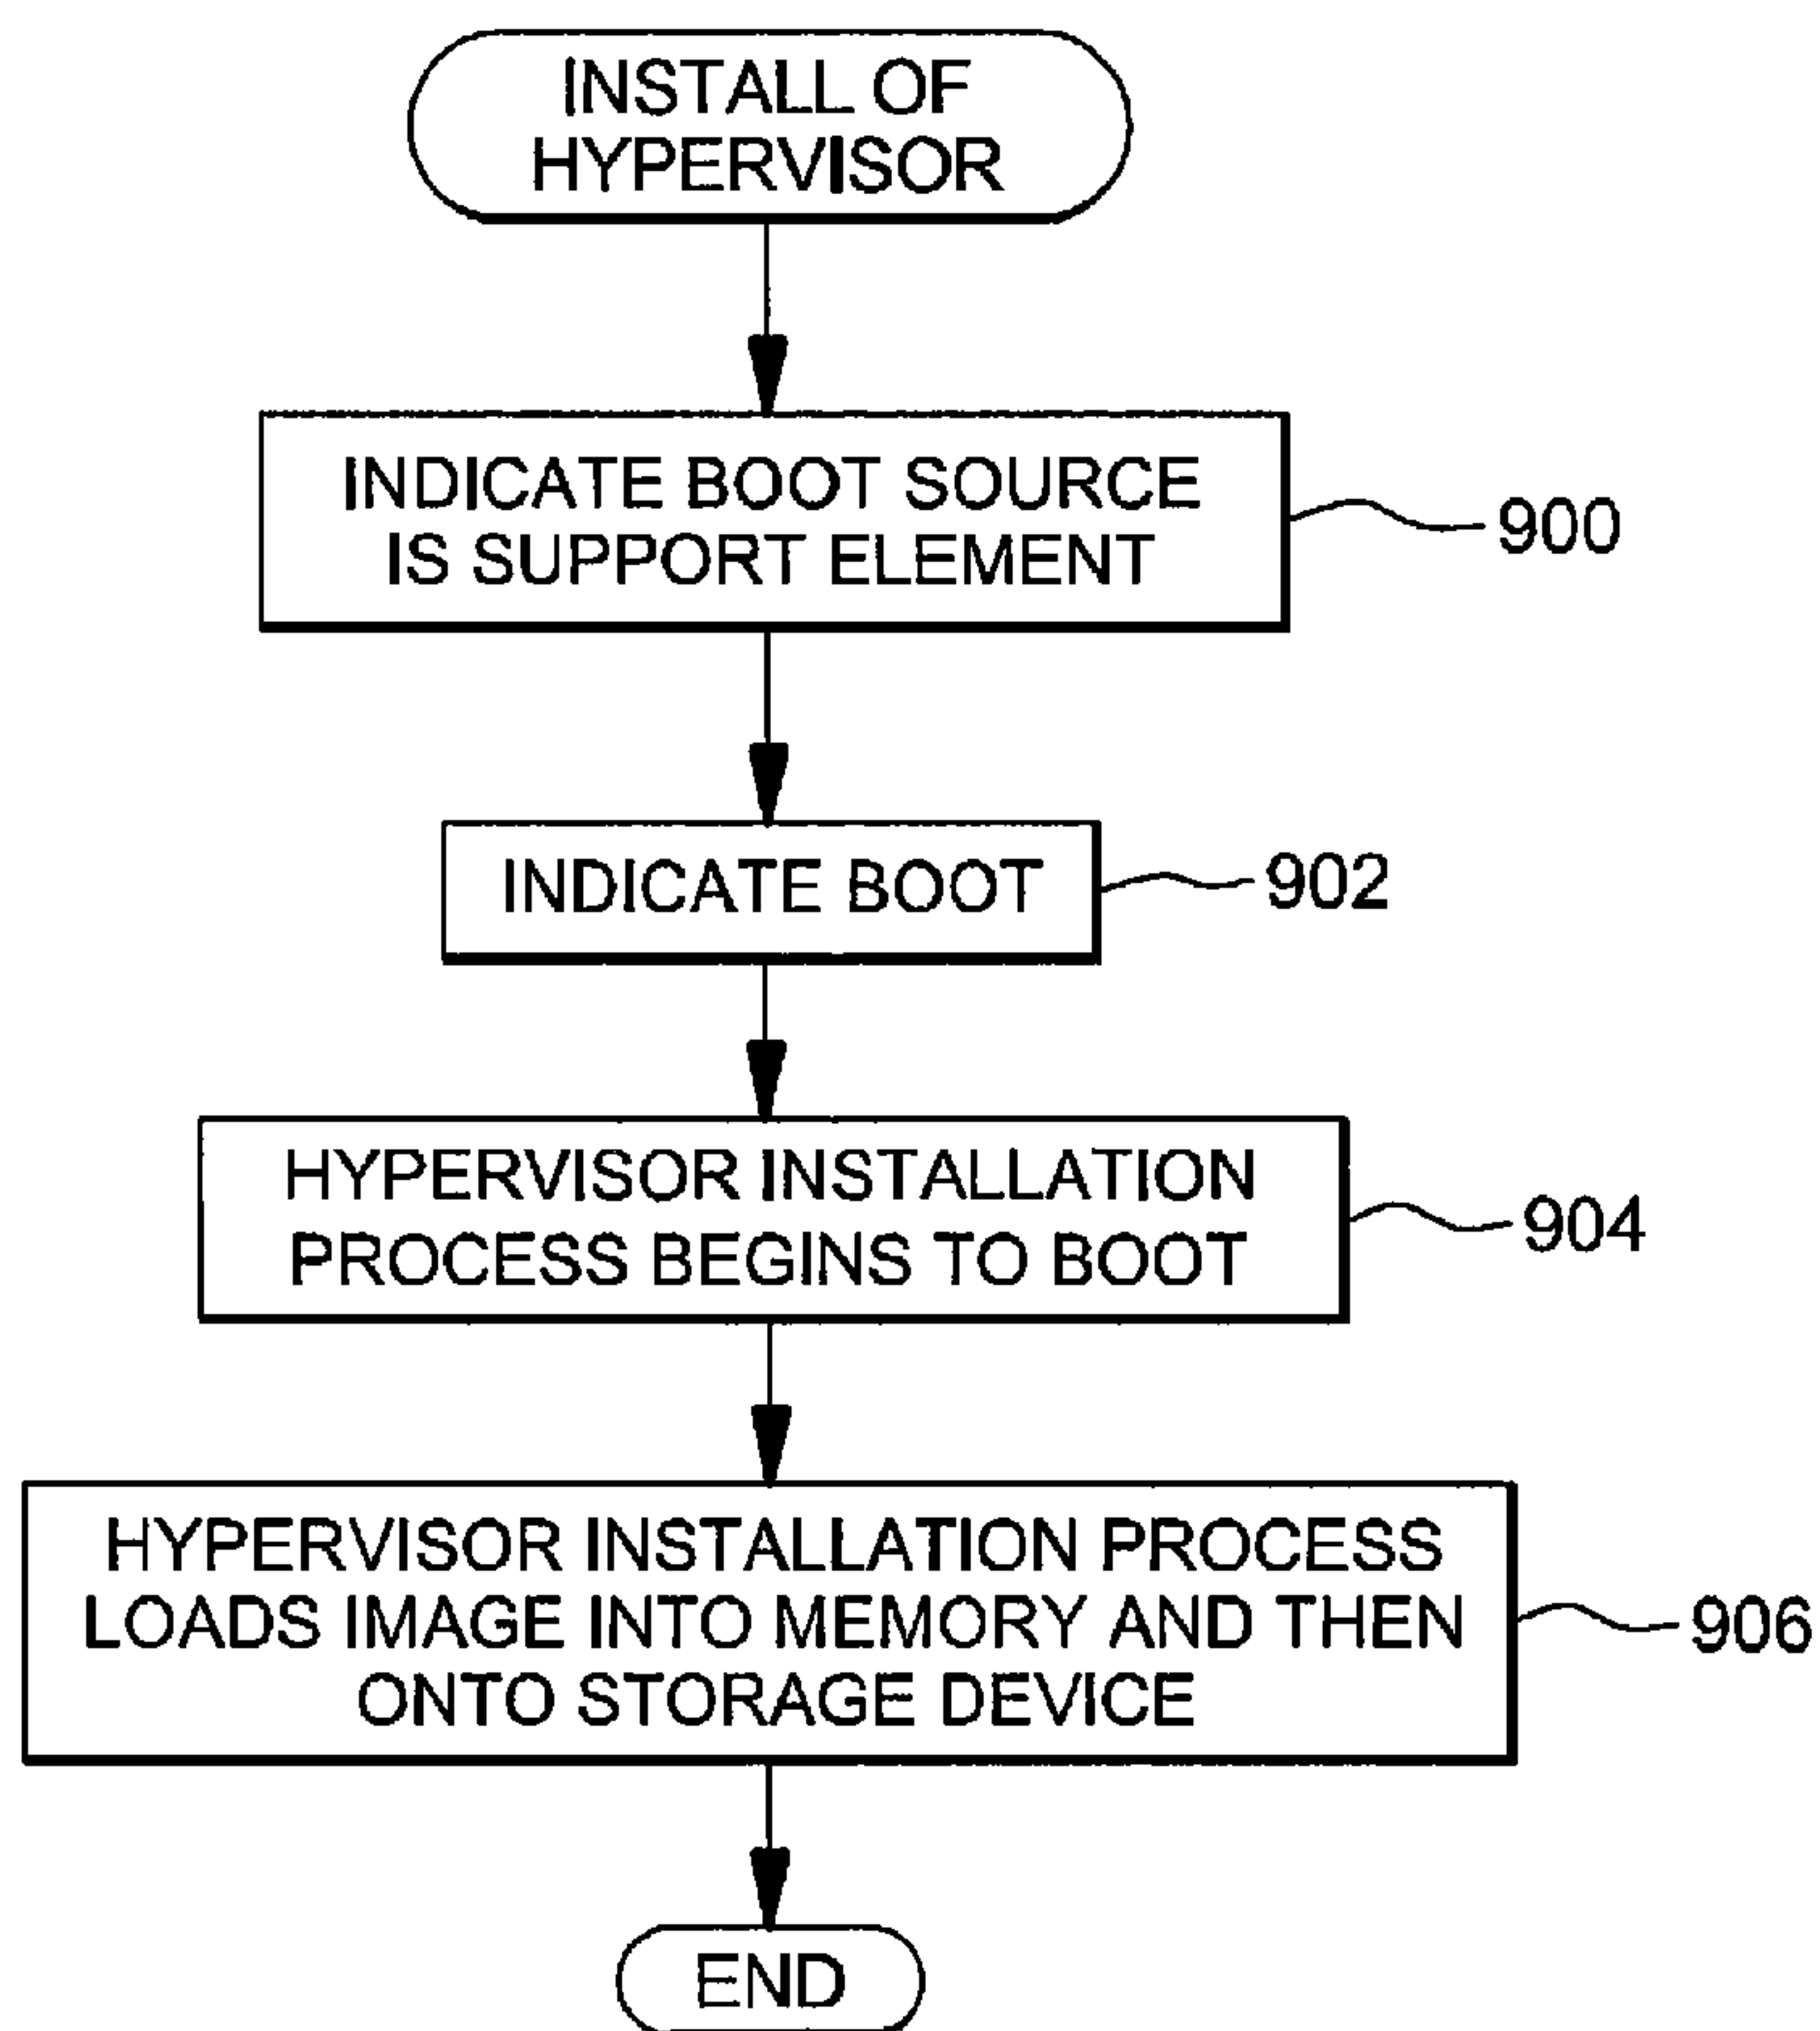 INSTALL OF
HYPERVISOR
INDICATE BOOT SOURCE
IS SUPPORT ELEMENT
900
INDICATE BOOT
902
HYPERVISOR INSTALLATION
PROCESS BEGINS TO BOOT
904
HYPERVISOR INSTALLATION PROCESS
LOADS IMAGE INTO MEMORY AND THEN
ONTO STORAGE DEVICE
906
END